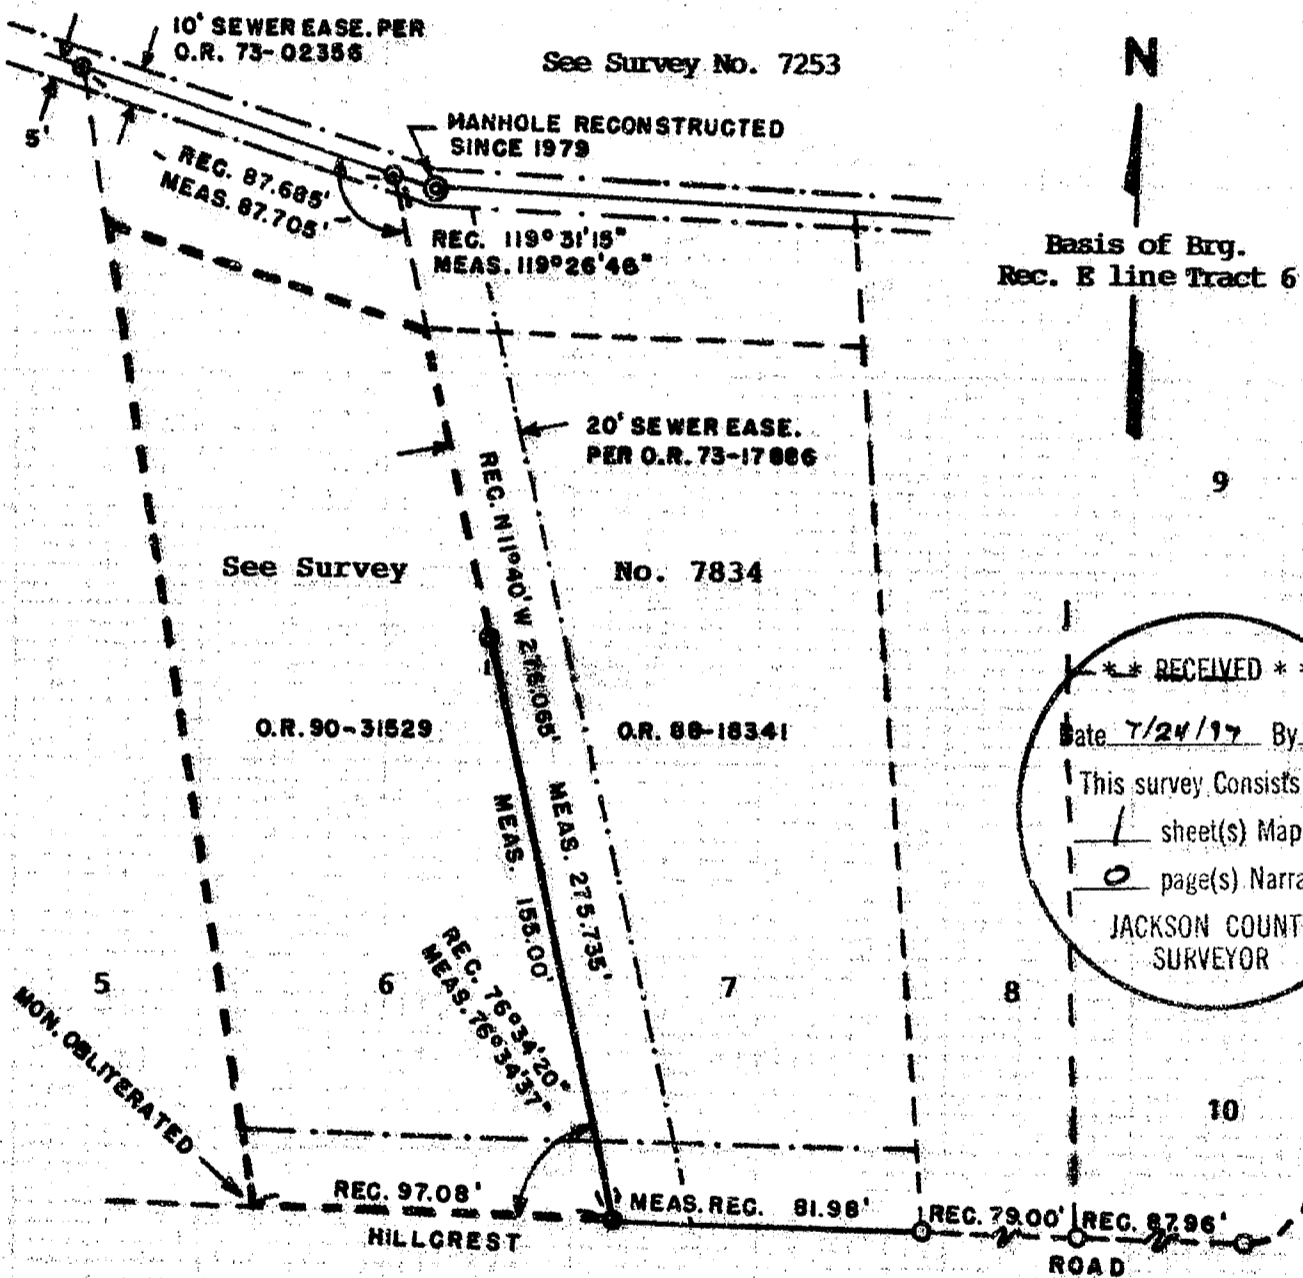 10' SEWER EASE. PER
O.R. 73-02356
See Survey No. 7253
N
MANHOLE RECONSTRUCTED
SINCE 1979
5'
REC. 87.685'
MEAS. 87.705'
REC. 119° 31' 15"
MEAS. 119° 26' 46"
Basis of Brg.
Rec. E line Tract 6
20' SEWER EASE.
PER O.R. 73-17886
9
REC. N 11° 40' W 276.065'
MEAS. 275.735'
See Survey No. 7834
O.R. 90-31529
O.R. 88-18341
MEAS. 155.00'
* * RECEIVED * *
Date 7/24/97 By
This survey Consists
1 sheet(s) Map
0 page(s) Narra
JACKSON COUNT
SURVEYOR
REC. 76° 34' 20"
MEAS. 76° 34' 37"
5
6
7
8
10
MON. OBLITERATED
REC. 97.08'
MEAS. REC. 81.98'
REC. 79.00'
REC. 87.96'
HILLCREST
ROAD